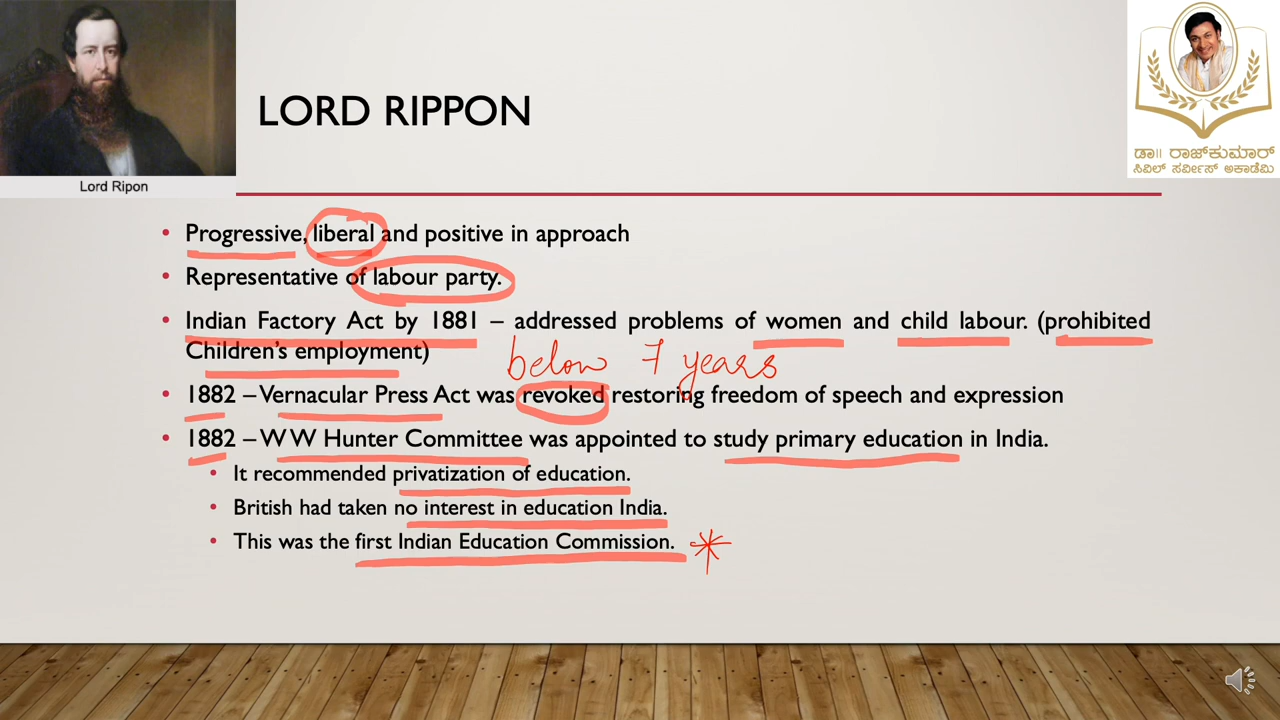 LORD RIPPON
Lord Ripon
ಡಾ॥ ರಾಜ್‌ಕುಮಾರ್
ಸಿವಿಲ್ ಸರ್ವೀಸ್ ಅಕಾಡೆಮಿ
• Progressive, liberal and positive in approach
• Representative of labour party.
• Indian Factory Act by 1881 – addressed problems of women and child labour. (prohibited
Children's employment)
below 7 years
• 1882 – Vernacular Press Act was revoked restoring freedom of speech and expression
• 1882 – W W Hunter Committee was appointed to study primary education in India.
• It recommended privatization of education.
• British had taken no interest in education India.
• This was the first Indian Education Commission. *